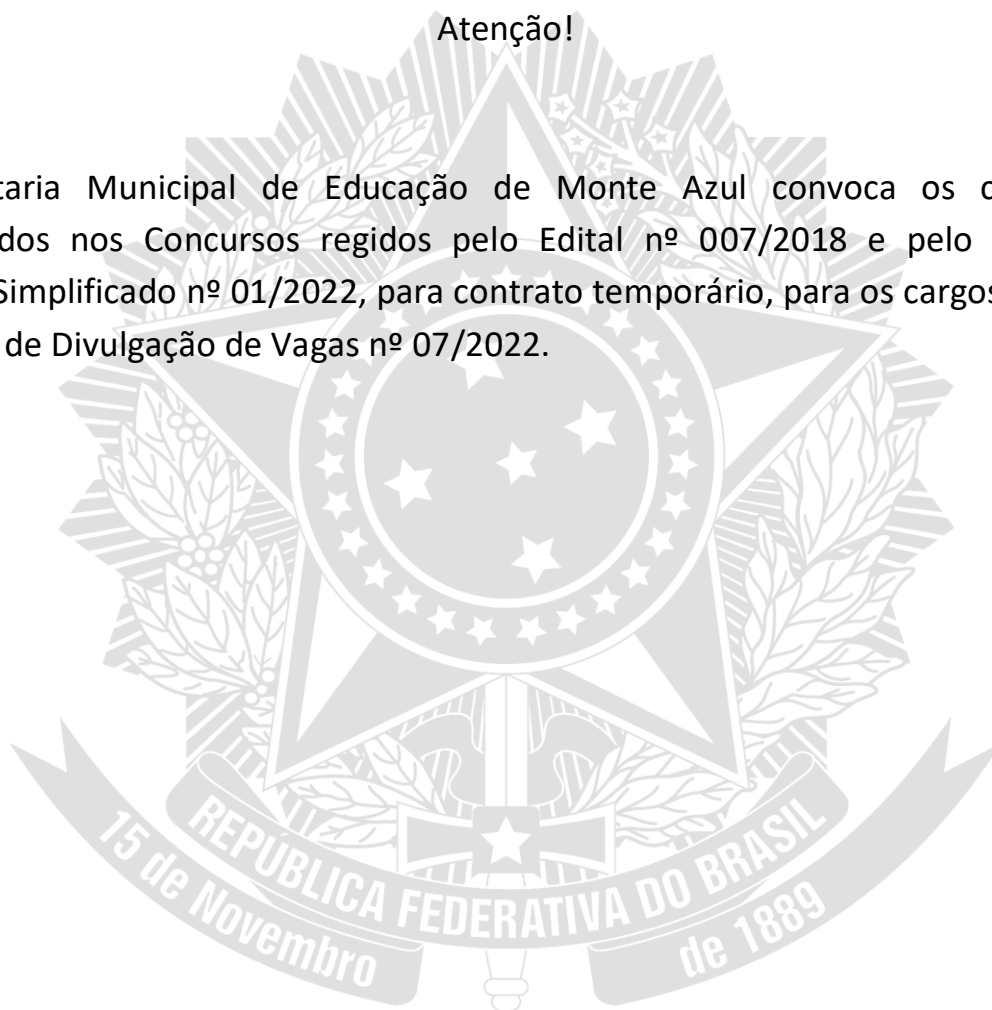 Atenção!
taria Municipal de Educação de Monte Azul convoca os c
dos nos Concursos regidos pelo Edital nº 007/2018 e pelo
Simplificado nº 01/2022, para contrato temporário, para os cargos
de Divulgação de Vagas nº 07/2022.
REPÚBLICA FEDERATIVA DO BRASIL
15 de Novembro de 1889